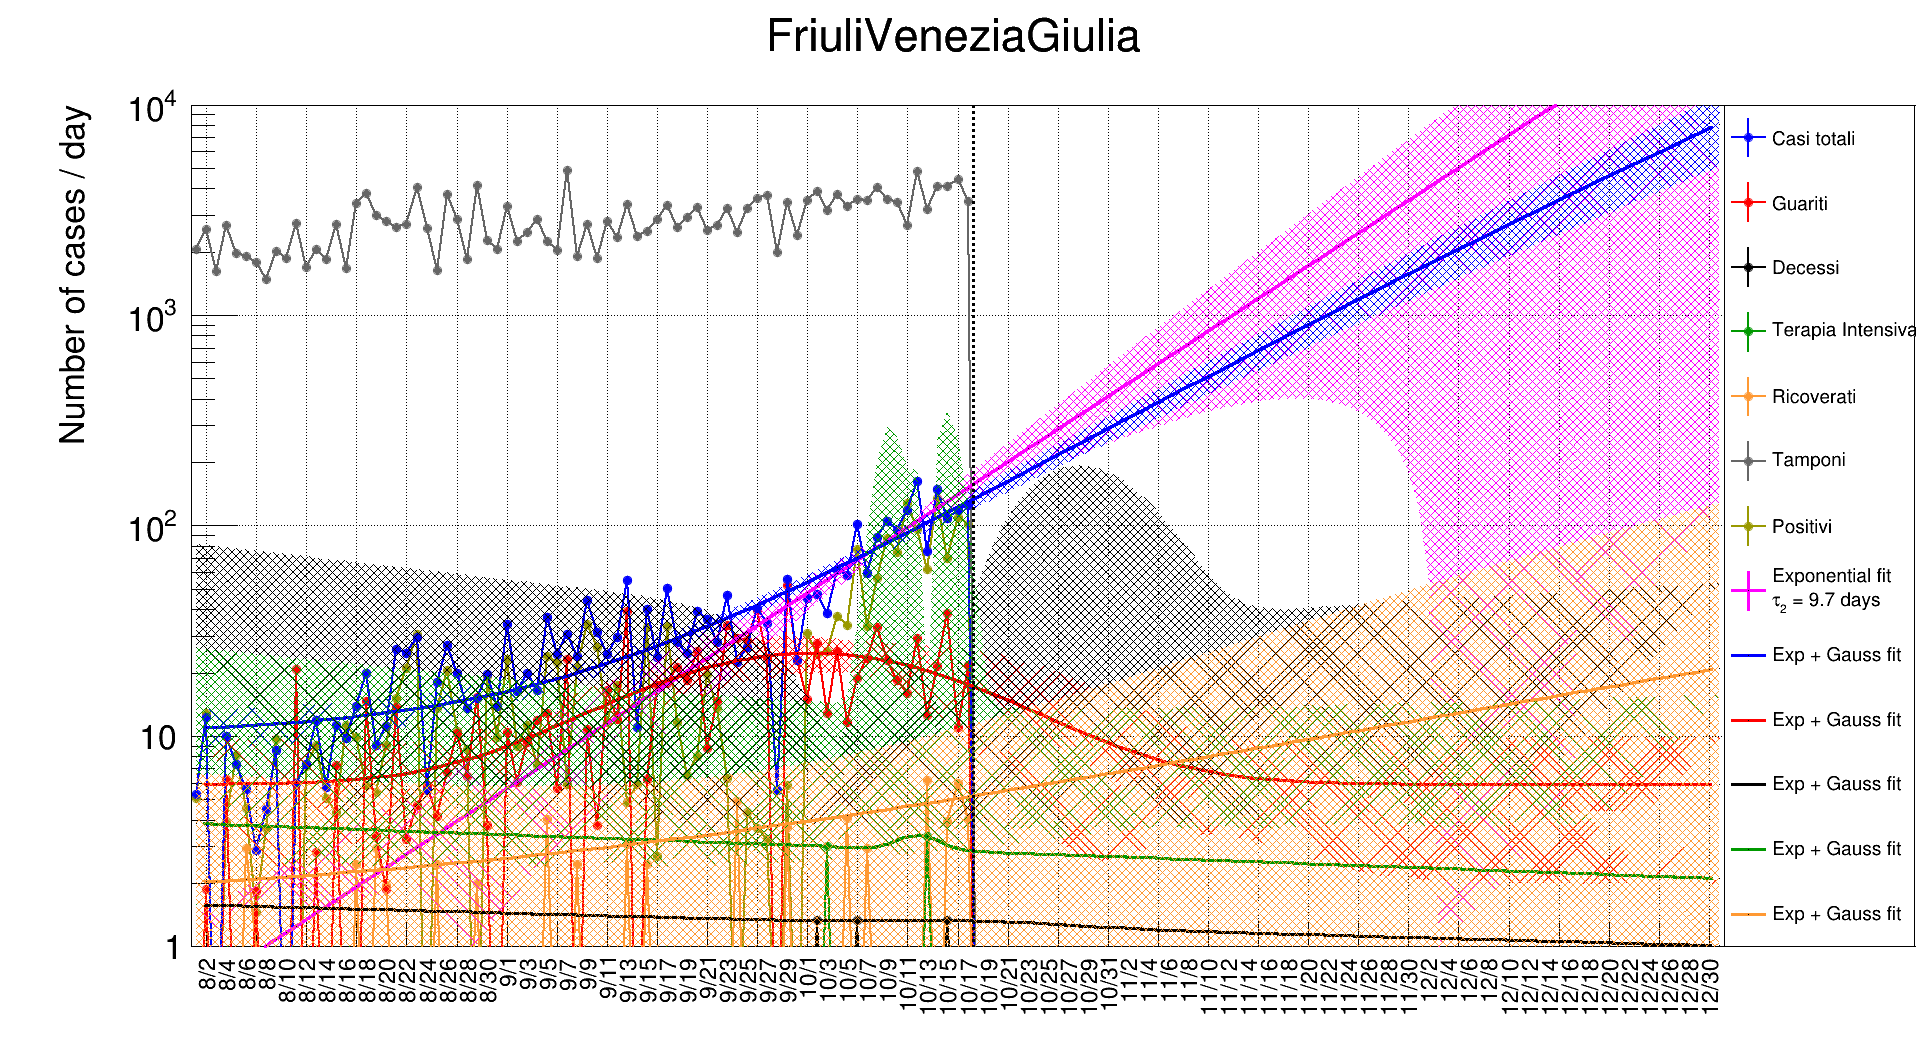 FriuliVeneziaGiulia
Number of cases / day
10^4
10^3
10^2
10
1
8/2 8/4 8/6 8/8 8/10 8/12 8/14 8/16 8/18 8/20 8/22 8/24 8/26 8/28 8/30 9/1 9/3 9/5 9/7 9/9 9/11 9/13 9/15 9/17 9/19 9/21 9/23 9/25 9/27 9/29 10/1 10/3 10/5 10/7 10/9 10/11 10/13 10/15 10/17 10/19 10/21 10/23 10/25 10/27 10/29 10/31 11/2 11/4 11/6 11/8 11/10 11/12 11/14 11/16 11/18 11/20 11/22 11/24 11/26 11/28 11/30 12/2 12/4 12/6 12/8 12/10 12/12 12/14 12/16 12/18 12/20 12/22 12/24 12/26 12/28 12/30
Casi totali
Guariti
Decessi
Terapia Intensiva
Ricoverati
Tamponi
Positivi
Exponential fit
τ₂ = 9.7 days
Exp + Gauss fit
Exp + Gauss fit
Exp + Gauss fit
Exp + Gauss fit
Exp + Gauss fit